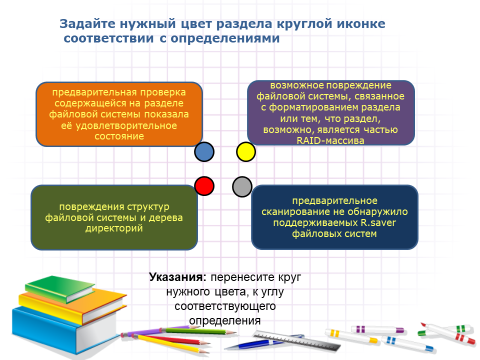 Задайте нужный цвет раздела круглой иконке
соответствии с определениями
предварительная проверка
содержащейся на разделе
файловой системы показала
её удовлетворительное
состояние
возможное повреждение
файловой системы, связанное
с форматированием раздела
или тем, что раздел,
возможно, является частью
RAID-массива
повреждения структур
файловой системы и дерева
директорий
предварительное
сканирование не обнаружило
поддерживаемых R.saver
файловых систем
Указания: перенесите круг
нужного цвета, к углу
соответствующего
определения